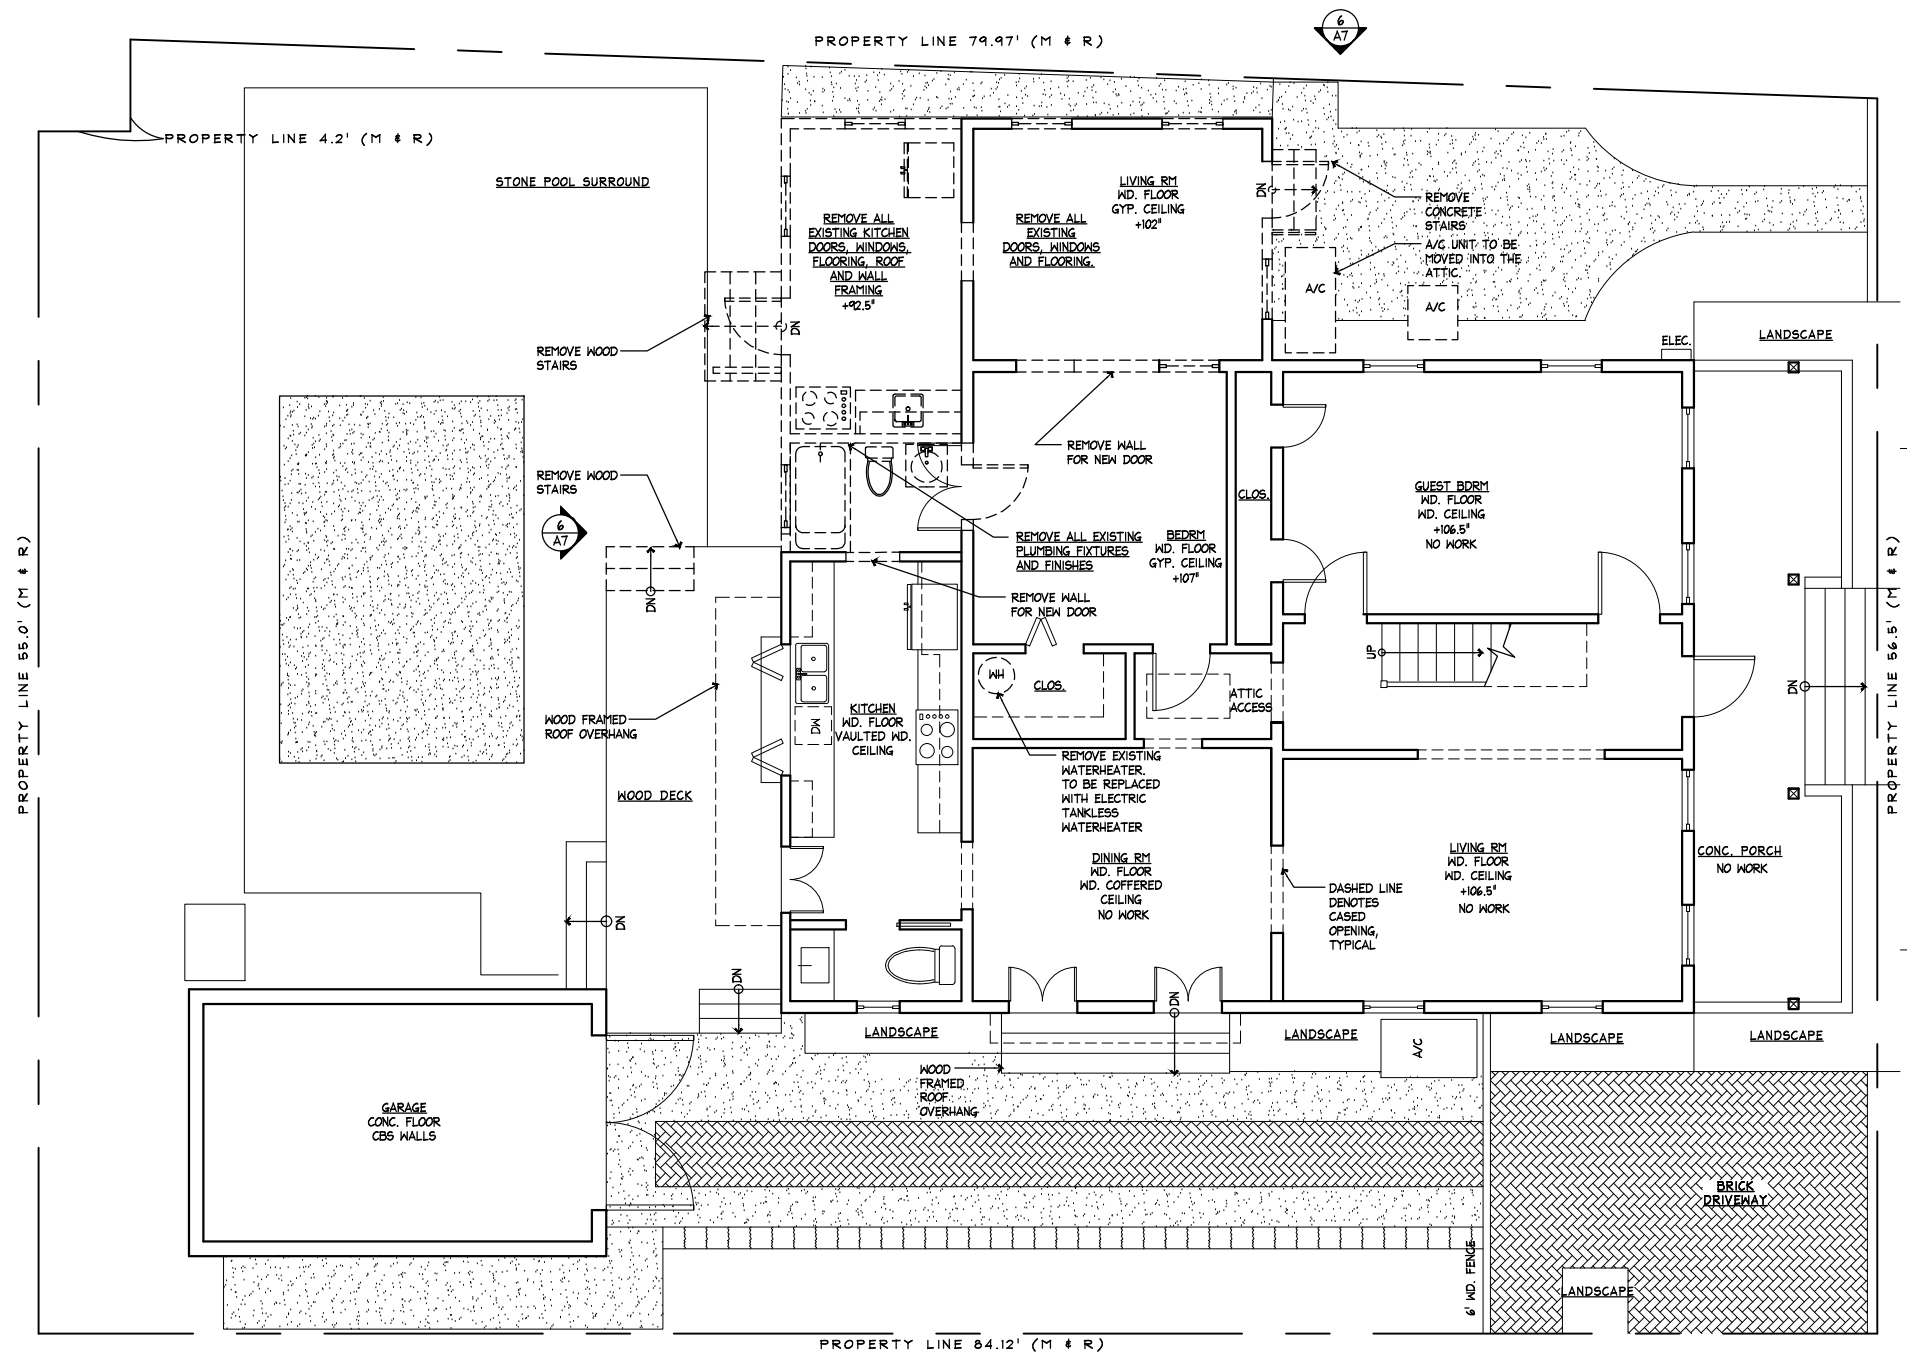 6
A7
PROPERTY LINE 79.97' (M & R)
PROPERTY LINE 4.2' (M & R)
STONE POOL SURROUND
REMOVE ALL
EXISTING KITCHEN
DOORS, WINDOWS,
FLOORING, ROOF
AND WALL
FRAMING
+92.5"
REMOVE ALL
EXISTING
DOORS, WINDOWS
AND FLOORING.
LIVING RM
WD. FLOOR
GYP. CEILING
+102"
DN
REMOVE
CONCRETE
STAIRS
A/C UNIT TO BE
MOVED INTO THE
ATTIC.
A/C
A/C
ELEC.
LANDSCAPE
DN
REMOVE WOOD
STAIRS
REMOVE WALL
FOR NEW DOOR
REMOVE WOOD
STAIRS
6
A7
DN
CLOS.
GUEST BDRM
WD. FLOOR
WD. CEILING
+106.5"
NO WORK
REMOVE ALL EXISTING
PLUMBING FIXTURES
AND FINISHES
BEDRM
WD. FLOOR
GYP. CEILING
+107"
REMOVE WALL
FOR NEW DOOR
PROPERTY LINE 55.0' (M & R)
PROPERTY LINE 56.5' (M & R)
UP
DN
WH
CLOS.
ATTIC
ACCESS
WOOD FRAMED
ROOF OVERHANG
KITCHEN
WD. FLOOR
VAULTED WD.
CEILING
DW
REMOVE EXISTING
WATERHEATER.
TO BE REPLACED
WITH ELECTRIC
TANKLESS
WATERHEATER
WOOD DECK
DINING RM
WD. FLOOR
WD. COFFERED
CEILING
NO WORK
LIVING RM
WD. FLOOR
WD. CEILING
+106.5"
NO WORK
CONC. PORCH
NO WORK
DASHED LINE
DENOTES
CASED
OPENING,
TYPICAL
DN
DN
DN
LANDSCAPE
LANDSCAPE
A/C
LANDSCAPE
LANDSCAPE
WOOD
FRAMED
ROOF
OVERHANG
GARAGE
CONC. FLOOR
CBS WALLS
BRICK
DRIVEWAY
6' WD. FENCE
LANDSCAPE
PROPERTY LINE 84.12' (M & R)